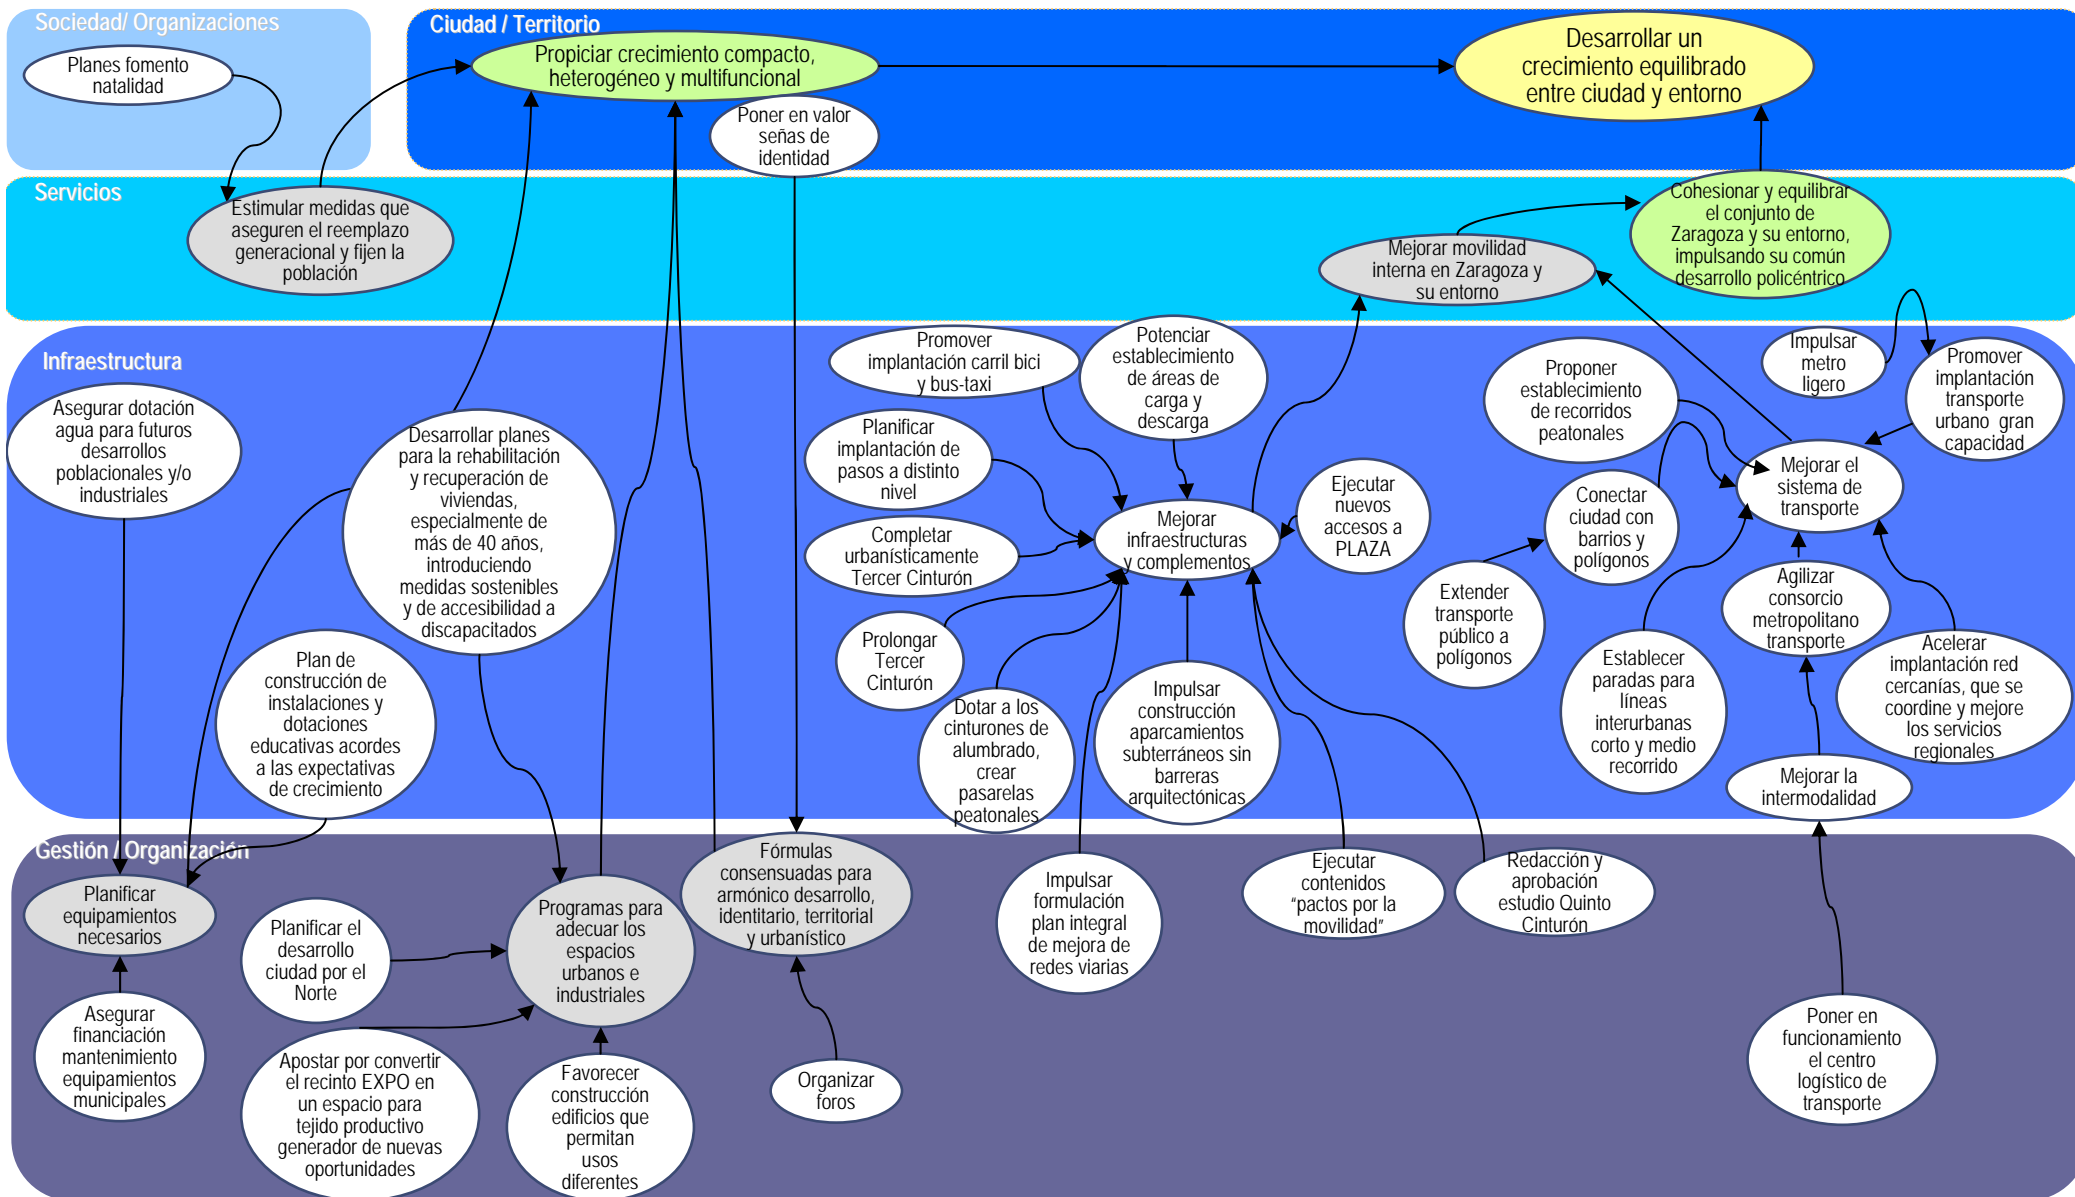 Sociedad/ Organizaciones
Planes fomento
natalidad
Ciudad / Territorio
Propiciar crecimiento compacto,
heterogéneo y multifuncional
Poner en valor
señas de
identidad
Desarrollar un
crecimiento equilibrado
entre ciudad y entorno
Servicios
Estimular medidas que
aseguren el reemplazo
generacional y fijen la
población
Mejorar movilidad
interna en Zaragoza y
su entorno
Cohesionar y equilibrar
el conjunto de
Zaragoza y su entorno,
impulsando su común
desarrollo policéntrico
Infraestructura
Asegurar dotación
agua para futuros
desarrollos
poblacionales y/o
industriales
Desarrollar planes
para la rehabilitación
y recuperación de
viviendas,
especialmente de
más de 40 años,
introduciendo
medidas sostenibles
y de accesibilidad a
discapacitados
Plan de
construcción de
instalaciones y
dotaciones
educativas acordes
a las expectativas
de crecimiento
Promover
implantación carril bici
y bus-taxi
Potenciar
establecimiento
de áreas de
carga y
descarga
Planificar
implantación de
pasos a distinto
nivel
Completar
urbanísticamente
Tercer Cinturón
Mejorar
infraestructuras
y complementos
Ejecutar
nuevos
accesos a
PLAZA
Prolongar
Tercer
Cinturón
Dotar a los
cinturones de
alumbrado,
crear
pasarelas
peatonales
Impulsar
construcción
aparcamientos
subterráneos sin
barreras
arquitectónicas
Proponer
establecimiento
de recorridos
peatonales
Impulsar
metro
ligero
Promover
implantación
transporte
urbano gran
capacidad
Mejorar el
sistema de
transporte
Conectar
ciudad con
barrios y
polígonos
Extender
transporte
público a
polígonos
Agilizar
consorcio
metropolitano
transporte
Establecer
paradas para
líneas
interurbanas
corto y medio
recorrido
Acelerar
implantación red
cercanías, que se
coordine y mejore
los servicios
regionales
Mejorar la
intermodalidad
Gestión / Organización
Planificar
equipamientos
necesarios
Asegurar
financiación
mantenimiento
equipamientos
municipales
Planificar el
desarrollo
ciudad por el
Norte
Apostar por convertir
el recinto EXPO en
un espacio para
tejido productivo
generador de nuevas
oportunidades
Programas para
adecuar los
espacios
urbanos e
industriales
Favorecer
construcción
edificios que
permitan
usos
diferentes
Fórmulas
consensuadas para
armónico desarrollo,
identitario, territorial
y urbanístico
Organizar
foros
Impulsar
formulación
plan integral
de mejora de
redes viarias
Ejecutar
contenidos
“pactos por la
movilidad”
Redacción y
aprobación
estudio Quinto
Cinturón
Poner en
funcionamiento
el centro
logístico de
transporte